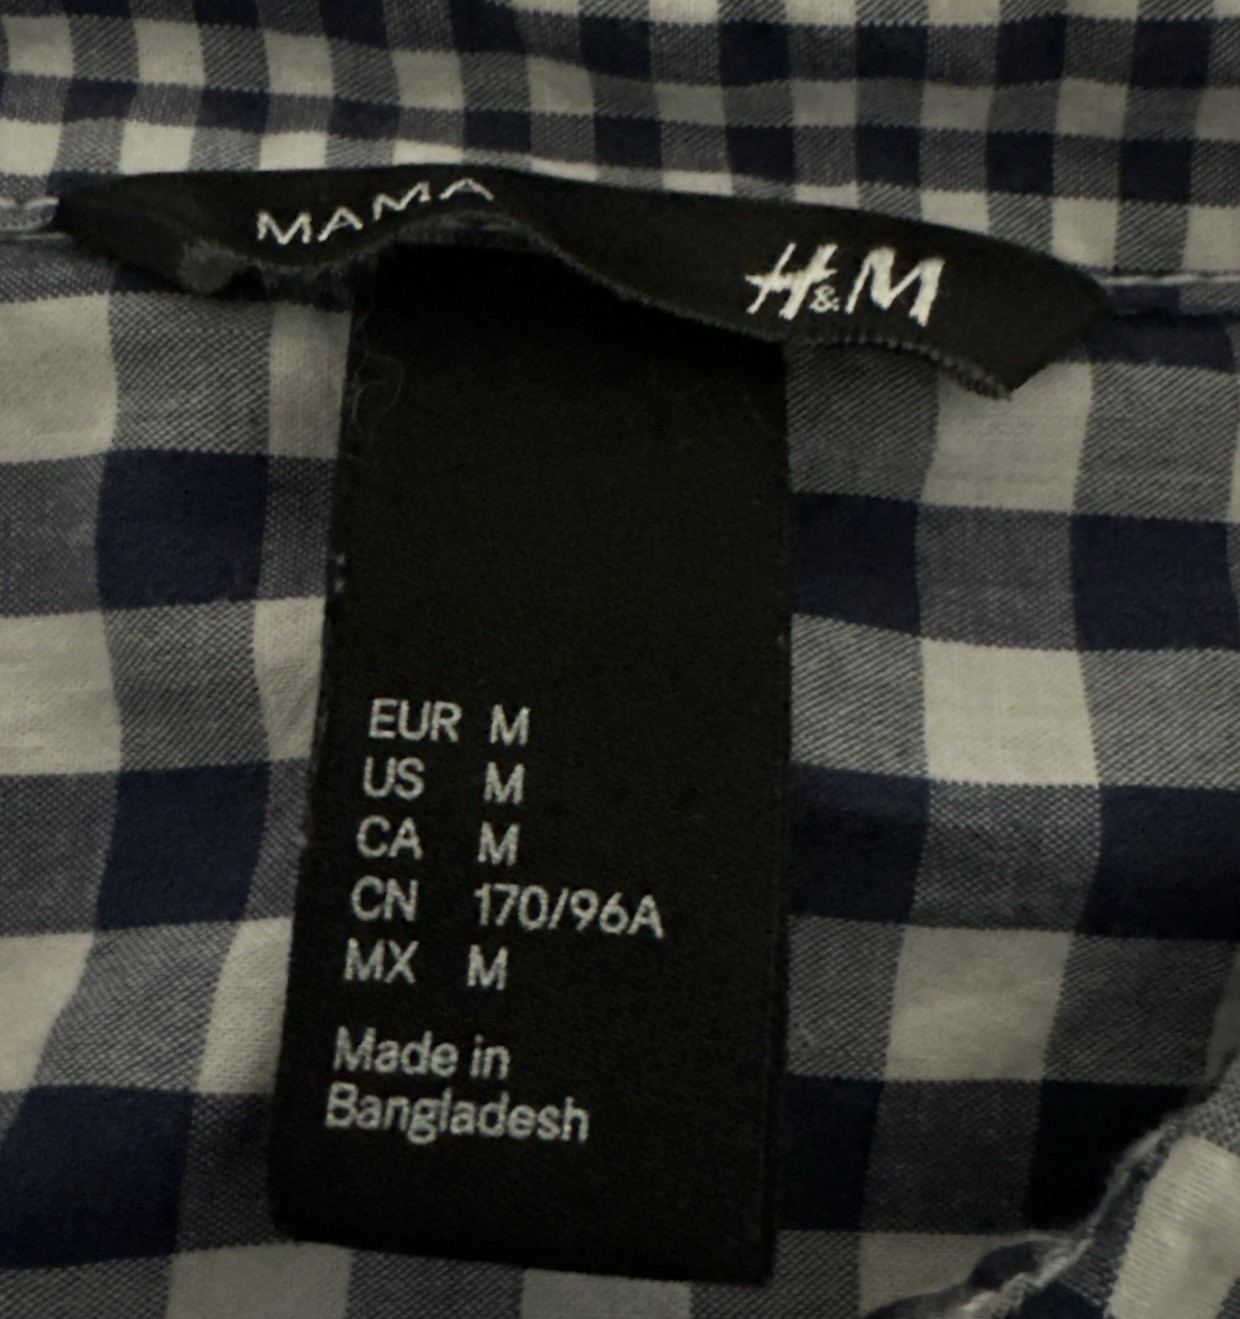 MAMA H&M
EUR M
US M
CA M
CN 170/96A
MX M
Made in
Bangladesh